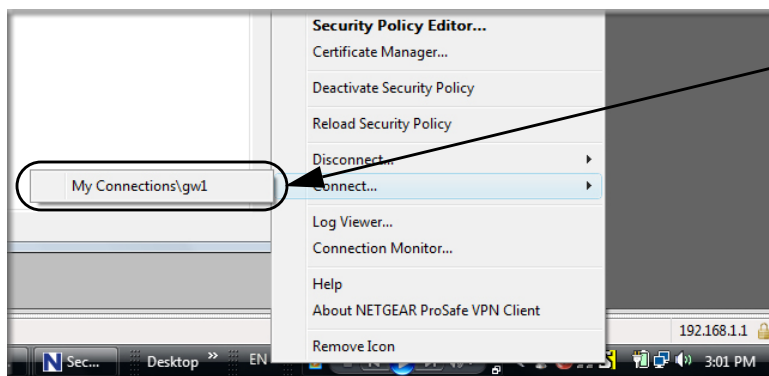 Security Policy Editor...
Certificate Manager...
Deactivate Security Policy
Reload Security Policy
Disconnect...
My Connections\gw1
Connect...
Log Viewer...
Connection Monitor...
Help
About NETGEAR ProSafe VPN Client
Remove Icon
192.168.1.1
N Sec...
Desktop »
EN
3:01 PM